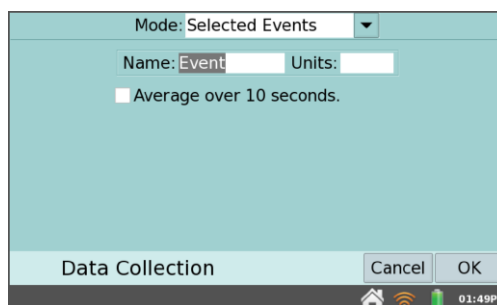 Mode: Selected Events
Name: Event Units:
Average over 10 seconds.
Data Collection Cancel OK
01:49P